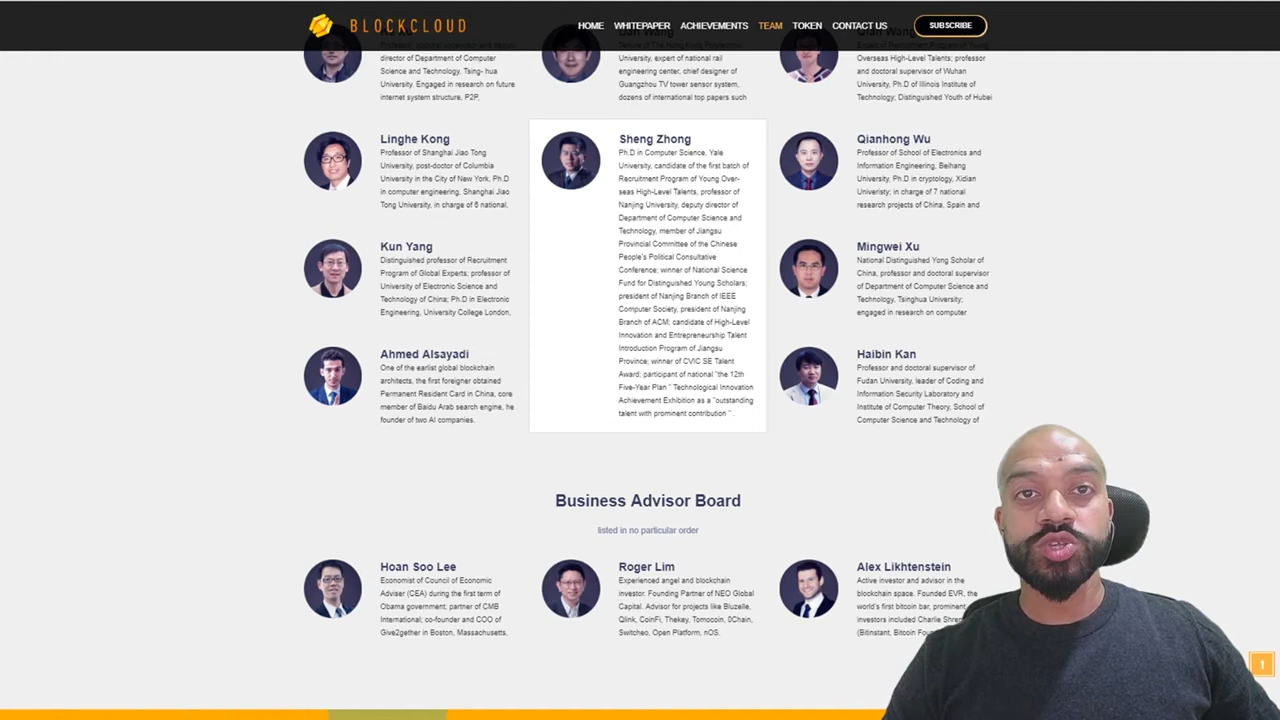 BLOCKCLOUD
HOME WHITEPAPER ACHIEVEMENTS TEAM TOKEN CONTACT US SUBSCRIBE
director of Department of Computer
Science and Technology, Tsing- hua
University. Engaged in research on future
internet system structure, P2P,
Dan Wang
University, expert of national rail
engineering center, chief designer of
Guangzhou TV tower sensor system,
dozens of international top papers such
Qian Wang
Overseas High-Level Talents; professor
and doctoral supervisor of Wuhan
University, Ph.D of Illinois Institute of
Technology; Distinguished Youth of Hubei
Linghe Kong
Professor of Shanghai Jiao Tong
University, post-doctor of Columbia
University in the City of New York, Ph.D
in computer engineering, Shanghai Jiao
Tong University, in charge of 6 national.
Sheng Zhong
Ph.D in Computer Science, Yale
University, candidate of the first batch of
Recruitment Program of Young Over-
seas High-Level Talents, professor of
Nanjing University, deputy director of
Department of Computer Science and
Technology, member of Jiangsu
Provincial Committee of the Chinese
People's Political Consultative
Conference; winner of National Science
Fund for Distinguished Young Scholars;
president of Nanjing Branch of IEEE
Computer Society, president of Nanjing
Branch of ACM; candidate of High-Level
Innovation and Entrepreneurship Talent
Introduction Program of Jiangsu
Province; winner of CVIC SE Talent
Award; participant of national "the 12th
Five-Year Plan " Technological Innovation
Achievement Exhibition as a "outstanding
talent with prominent contribution " .
Qianhong Wu
Professor of School of Electronics and
Information Engineering, Beihang
University, Ph.D in cryptology, Xidian
Univeristy; in charge of 7 national
research projects of China, Spain and
Kun Yang
Distinguished professor of Recruitment
Program of Global Experts; professor of
University of Electronic Science and
Technology of China; Ph.D in Electronic
Engineering, University College London,
Mingwei Xu
National Distinguished Yong Scholar of
China, professor and doctoral supervisor
of Department of Computer Science and
Technology, Tsinghua University;
engaged in research on computer
Ahmed Alsayadi
One of the earlist global blockchain
architects, the first foreigner obtained
Permanent Resident Card in China, core
member of Baidu Arab search engine, he
founder of two AI companies.
Haibin Kan
Professor and doctoral supervisor of
Fudan University, leader of Coding and
Information Security Laboratory and
Institute of Computer Theory, School of
Computer Science and Technology of
Business Advisor Board
listed in no particular order
Hoan Soo Lee
Economist of Council of Economic
Adviser (CEA) during the first term of
Obama government; partner of CMB
International; co-founder and COO of
Give2gether in Boston, Massachusetts,
Roger Lim
Experienced angel and blockchain
investor. Founding Partner of NEO Global
Capital. Advisor for projects like Bluzelle,
Qlink, CoinFi, Thekey, Tomocoin, 0Chain,
Switcheo, Open Platform, nOS.
Alex Likhtenstein
Active investor and advisor in the
blockchain space. Founded EVR, the
world's first bitcoin bar, prominent
investors included Charlie Shrem
(Bitinstant, Bitcoin